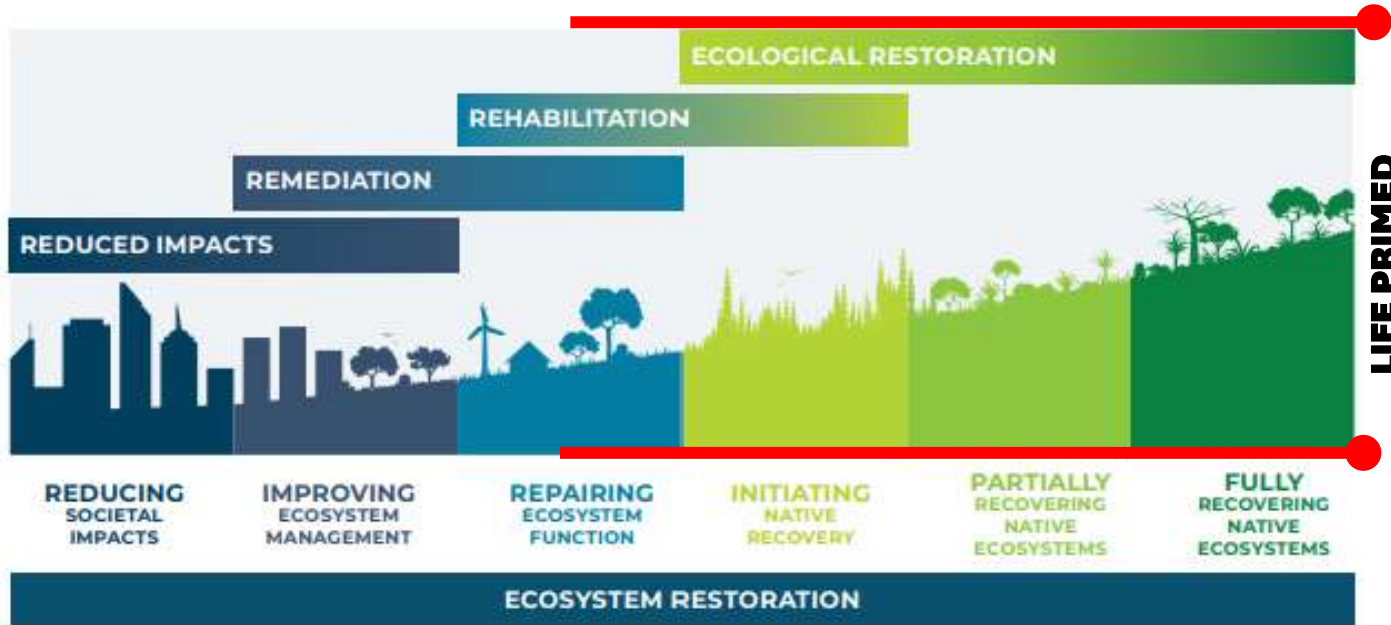 ECOLOGICAL RESTORATION
REHABILITATION
REMEDIATION
REDUCED IMPACTS
LIFE PRIMED
REDUCING
SOCIETAL
IMPACTS
IMPROVING
ECOSYSTEM
MANAGEMENT
REPAIRING
ECOSYSTEM
FUNCTION
INITIATING
NATIVE
RECOVERY
PARTIALLY
RECOVERING
NATIVE
ECOSYSTEMS
FULLY
RECOVERING
NATIVE
ECOSYSTEMS
ECOSYSTEM RESTORATION